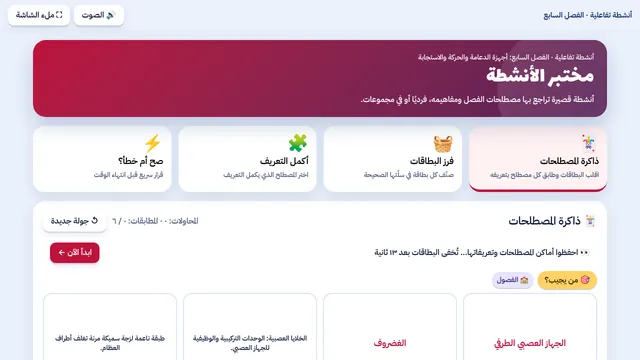 أنشطة تفاعلية - الفصل السابع
🔊 الصوت
⛶ ملء الشاشة
أنشطة تفاعلية - الفصل السابع: أجهزة الدعامة والحركة والاستجابة
مختبر الأنشطة
أنشطة قصيرة تراجع بها مصطلحات الفصل ومفاهيمه، فرديًا أو في مجموعات.
ذاكرة المصطلحات
اقلب البطاقات وطابق كل مصطلح بتعريفه
فرز البطاقات
صنّف كل بطاقة في سلّتها الصحيحة
أكمل التعريف
اختر المصطلح الذي يكمل التعريف
صح أم خطأ؟
قرار سريع قبل انتهاء الوقت
ذاكرة المصطلحات
المحاولات: ٠ · المطابقات: ٠ / ٦
↺ جولة جديدة
👀 احفظوا أماكن المصطلحات وتعريفاتها... تُخفى البطاقات بعد ١٣ ثانية
ابدأ الآن ←
🎯 من يجيب؟
🏫 الفصول
الجهاز العصبي الطرفي
الغضروف
الخلايا العصبية: الوحدات التركيبية والوظيفية
للجهاز العصبي.
طبقة ناعمة لزجة سميكة مرنة تغلف أطراف
العظام.